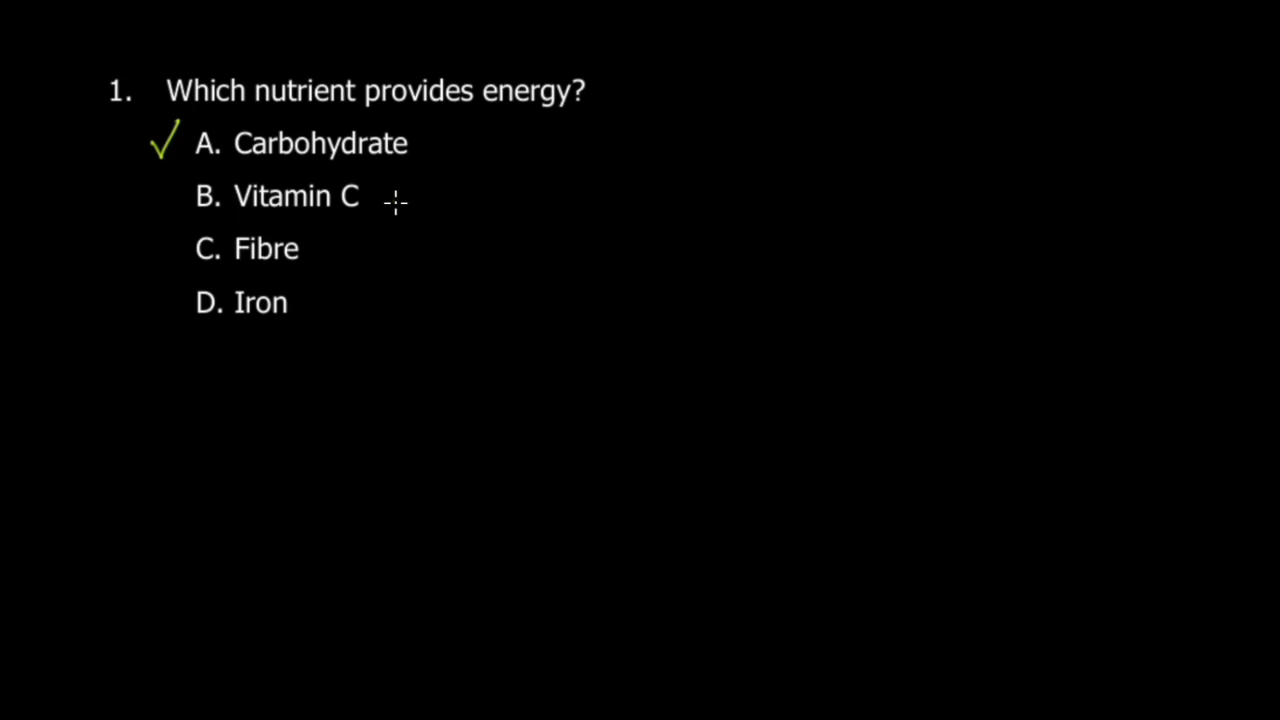 1. Which nutrient provides energy?
A. Carbohydrate
B. Vitamin C
C. Fibre
D. Iron